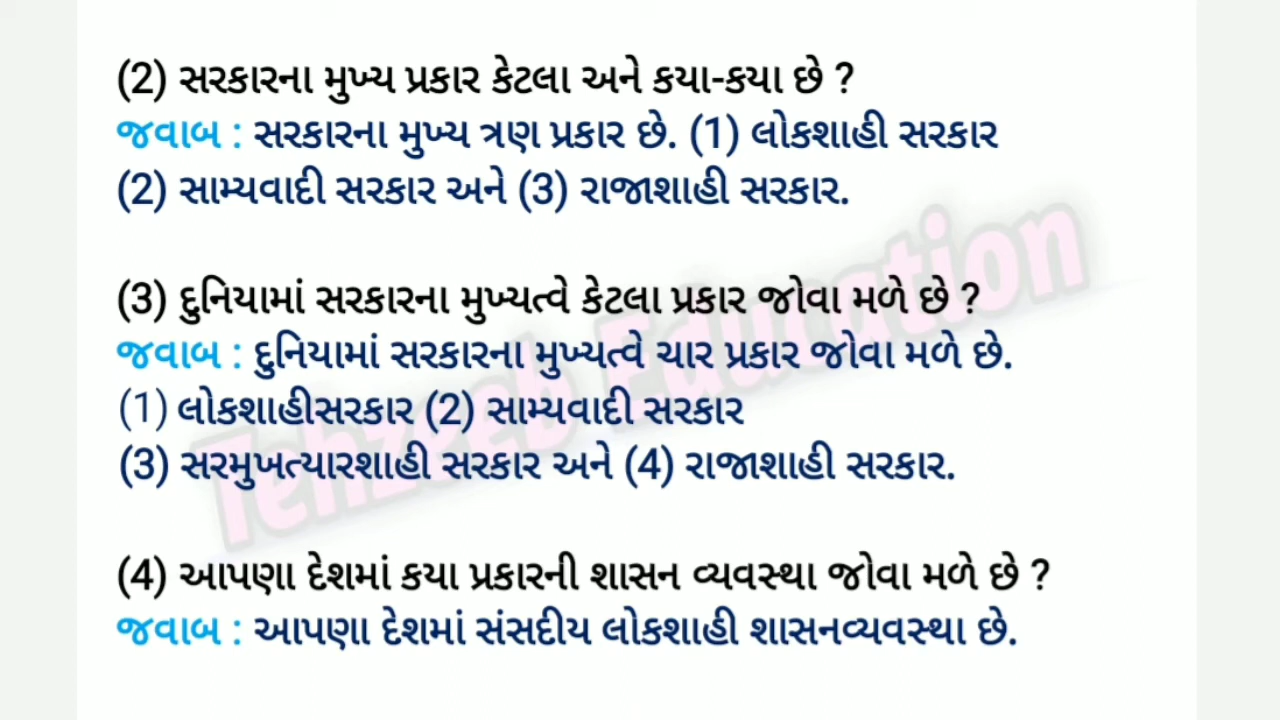 (2) સરકારના મુખ્ય પ્રકાર કેટલા અને કયા-કયા છે ?
જવાબ : સરકારના મુખ્ય ત્રણ પ્રકાર છે. (1) લોકશાહી સરકાર
(2) સામ્યવાદી સરકાર અને (3) રાજાશાહી સરકાર.
(3) દુનિયામાં સરકારના મુખ્યત્વે કેટલા પ્રકાર જોવા મળે છે ?
જવાબ : દુનિયામાં સરકારના મુખ્યત્વે ચાર પ્રકાર જોવા મળે છે.
(1) લોકશાહીસરકાર (2) સામ્યવાદી સરકાર
(3) સરમુખત્યારશાહી સરકાર અને (4) રાજાશાહી સરકાર.
(4) આપણા દેશમાં કયા પ્રકારની શાસન વ્યવસ્થા જોવા મળે છે ?
જવાબ : આપણા દેશમાં સંસદીય લોકશાહી શાસનવ્યવસ્થા છે.
Tehzeeb Education